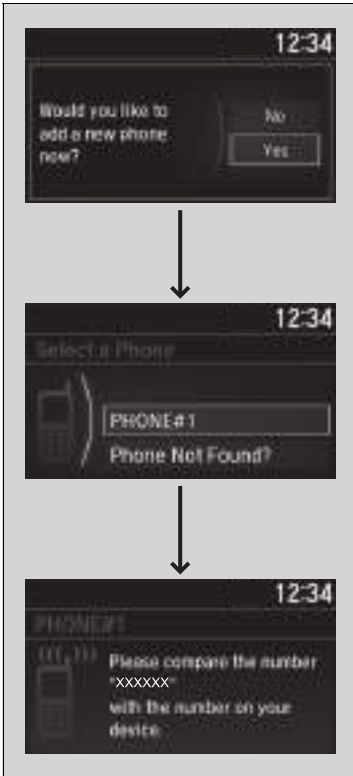 12:34
Would you like to
add a new phone
now?
No
Yes
12:34
Select a Phone
PHONE#1
Phone Not Found?
12:34
PHONE#1
Please compare the number
"XXXXXX"
with the number on your
device.